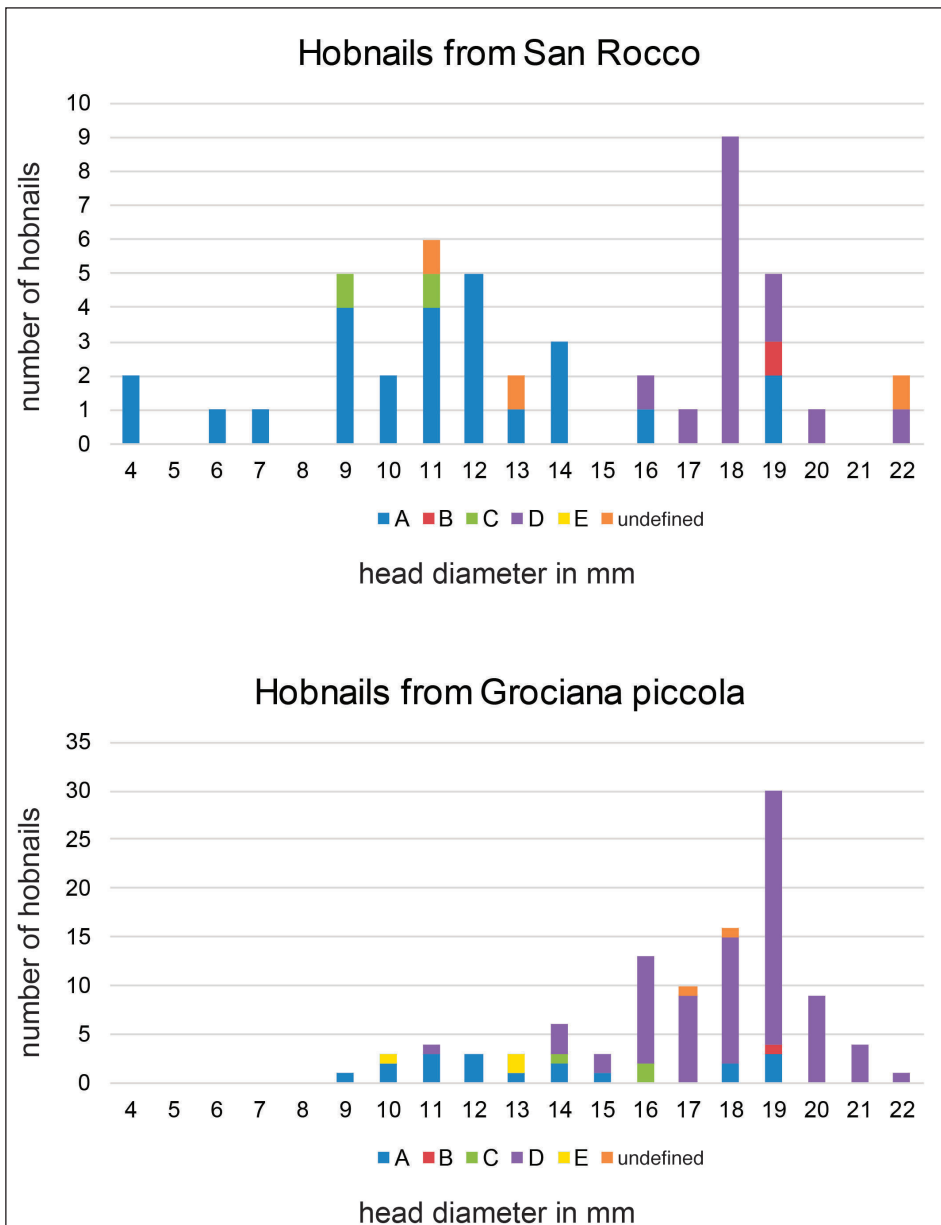 Hobnails from San Rocco
number of hobnails
10
9
8
7
6
5
4
3
2
1
0
4 5 6 7 8 9 10 11 12 13 14 15 16 17 18 19 20 21 22
A B C D E undefined
head diameter in mm
Hobnails from Grociana piccola
number of hobnails
35
30
25
20
15
10
5
0
4 5 6 7 8 9 10 11 12 13 14 15 16 17 18 19 20 21 22
A B C D E undefined
head diameter in mm